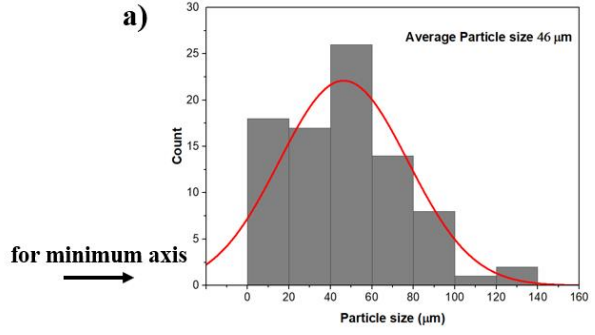 a)
30
Average Particle size 46 μm
25
20
15
Count
10
5
for minimum axis
0
0 20 40 60 80 100 120 140 160
Particle size (μm)